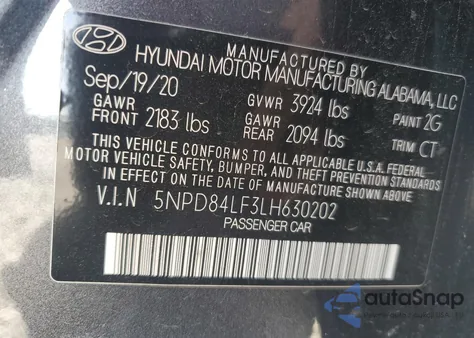 MANUFACTURED BY
HYUNDAI MOTOR MANUFACTURING ALABAMA, LLC
Sep/19/20 GVWR 3924 lbs PAINT 2G
GAWR FRONT 2183 lbs GAWR REAR 2094 lbs TRIM CT
THIS VEHICLE CONFORMS TO ALL APPLICABLE U.S.A. FEDERAL
MOTOR VEHICLE SAFETY, BUMPER, AND THEFT PREVENTION STANDARDS
IN EFFECT ON THE DATE OF MANUFACTURE SHOWN ABOVE.
V.I.N 5NPD84LF3LH630202
PASSENGER CAR
autoSnap